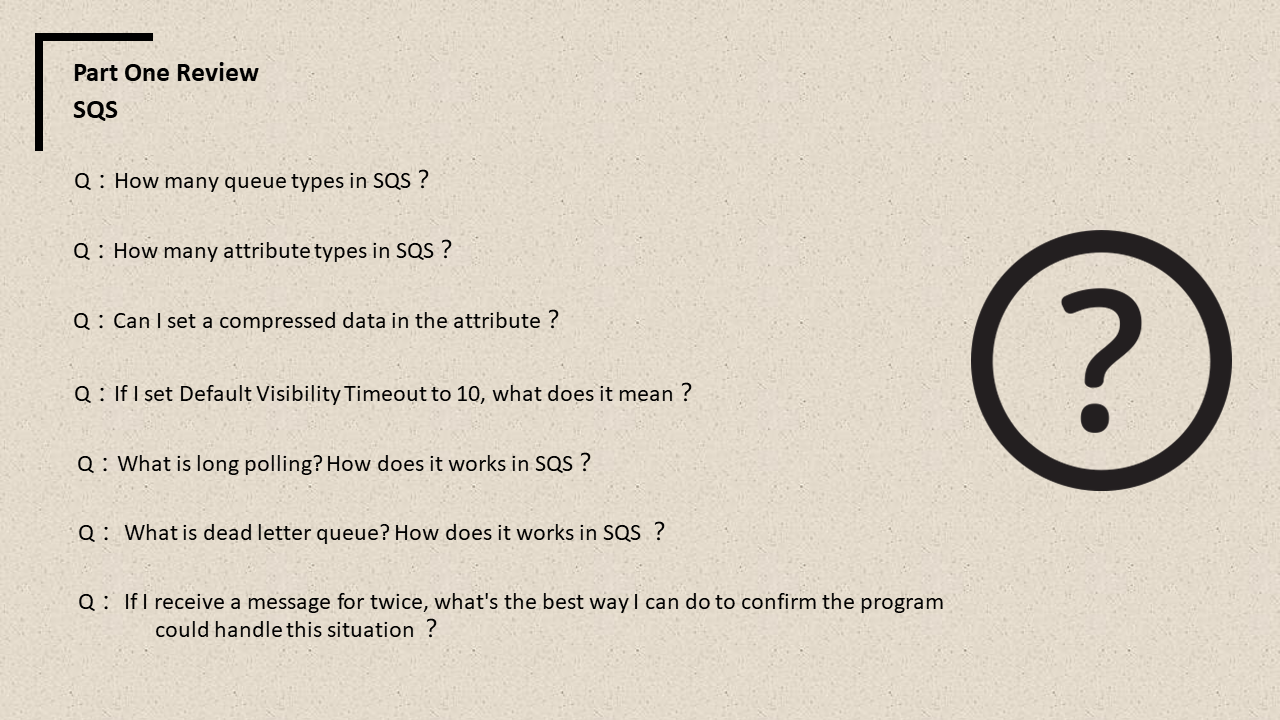 Part One Review
SQS
Q：How many queue types in SQS？
Q：How many attribute types in SQS？
Q：Can I set a compressed data in the attribute？
Q：If I set Default Visibility Timeout to 10, what does it mean？
Q：What is long polling? How does it works in SQS？
Q： What is dead letter queue? How does it works in SQS ？
Q： If I receive a message for twice, what's the best way I can do to confirm the program
could handle this situation ？
?